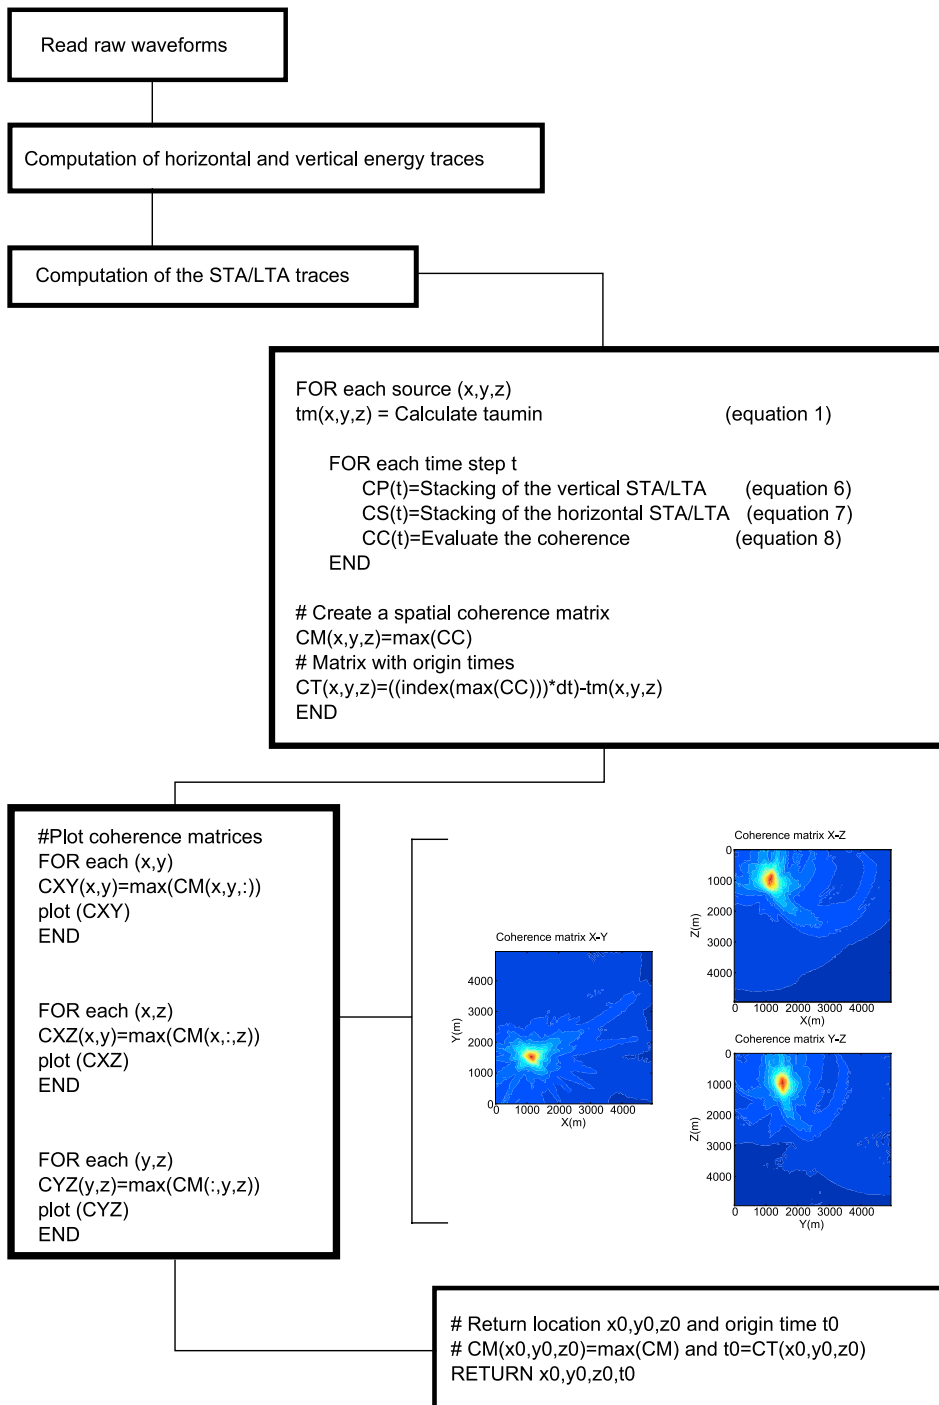 Read raw waveforms
Computation of horizontal and vertical energy traces
Computation of the STA/LTA traces
FOR each source (x,y,z)
tm(x,y,z) = Calculate taumin (equation 1)
FOR each time step t
CP(t)=Stacking of the vertical STA/LTA (equation 6)
CS(t)=Stacking of the horizontal STA/LTA (equation 7)
CC(t)=Evaluate the coherence (equation 8)
END
# Create a spatial coherence matrix
CM(x,y,z)=max(CC)
# Matrix with origin times
CT(x,y,z)=((index(max(CC)))*dt)-tm(x,y,z)
END
#Plot coherence matrices
FOR each (x,y)
CXY(x,y)=max(CM(x,y,:))
plot (CXY)
END
FOR each (x,z)
CXZ(x,y)=max(CM(x,:,z))
plot (CXZ)
END
FOR each (y,z)
CYZ(y,z)=max(CM(:,y,z))
plot (CYZ)
END
Coherence matrix X-Y
4000
3000
2000
1000
0
Y(m)
0 1000 2000 3000 4000
X(m)
Coherence matrix X-Z
0
1000
2000
3000
4000
Z(m)
0 1000 2000 3000 4000
X(m)
Coherence matrix Y-Z
0
1000
2000
3000
4000
Z(m)
0 1000 2000 3000 4000
Y(m)
# Return location x0,y0,z0 and origin time t0
# CM(x0,y0,z0)=max(CM) and t0=CT(x0,y0,z0)
RETURN x0,y0,z0,t0